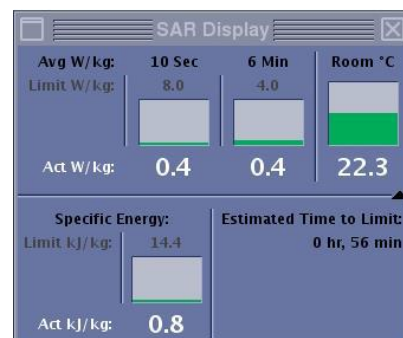 SAR Display
Avg W/kg: 10 Sec 6 Min Room °C
Limit W/kg: 8.0 4.0
Act W/kg: 0.4 0.4 22.3
Specific Energy: Estimated Time to Limit:
Limit kJ/kg: 14.4 0 hr, 56 min
Act kJ/kg: 0.8